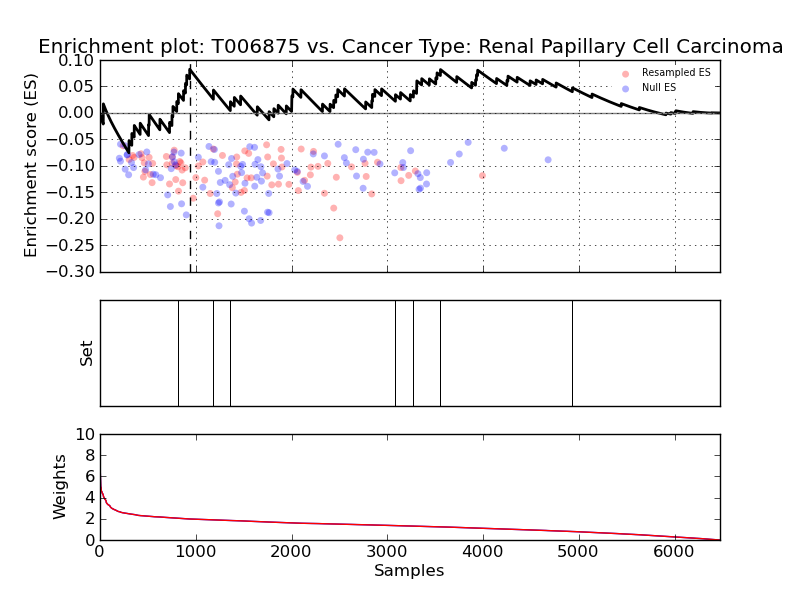 Enrichment plot: T006875 vs. Cancer Type: Renal Papillary Cell Carcinoma
0.10
0.05
0.00
−0.05
−0.10
−0.15
−0.20
−0.25
−0.30
Enrichment score (ES)
Resampled ES
Null ES
Set
10
8
6
4
2
0
Weights
0 1000 2000 3000 4000 5000 6000
Samples